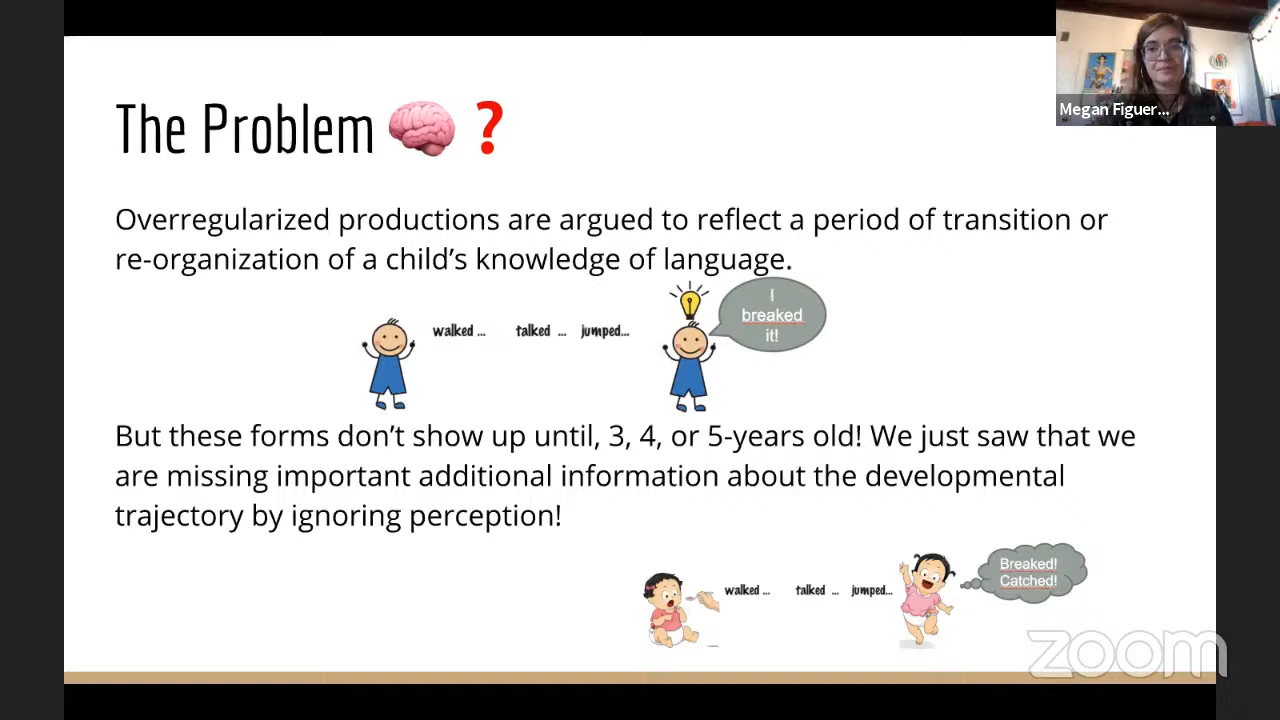 The Problem
Megan Figuer...
Overregularized productions are argued to reflect a period of transition or
re-organization of a child's knowledge of language.
walked ... talked ... jumped...
I
breaked
it!
But these forms don't show up until, 3, 4, or 5-years old! We just saw that we
are missing important additional information about the developmental
trajectory by ignoring perception!
walked ... talked ... jumped...
Breaked!
Catched!
zoom